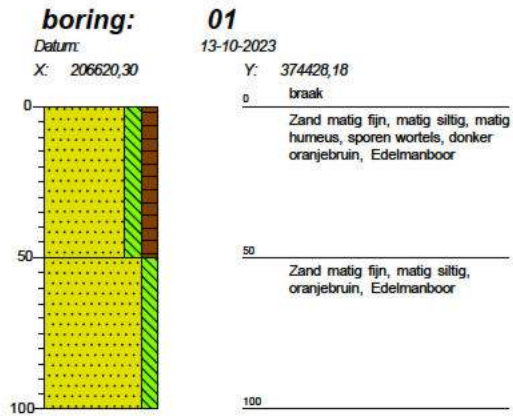 boring: 01
Datum: 13-10-2023
X: 206620,30 Y: 374428,18
0 0 braak
Zand matig fijn, matig siltig, matig
humeus, sporen wortels, donker
oranjebruin, Edelmanboor
50 50
Zand matig fijn, matig siltig,
oranjebruin, Edelmanboor
100 100